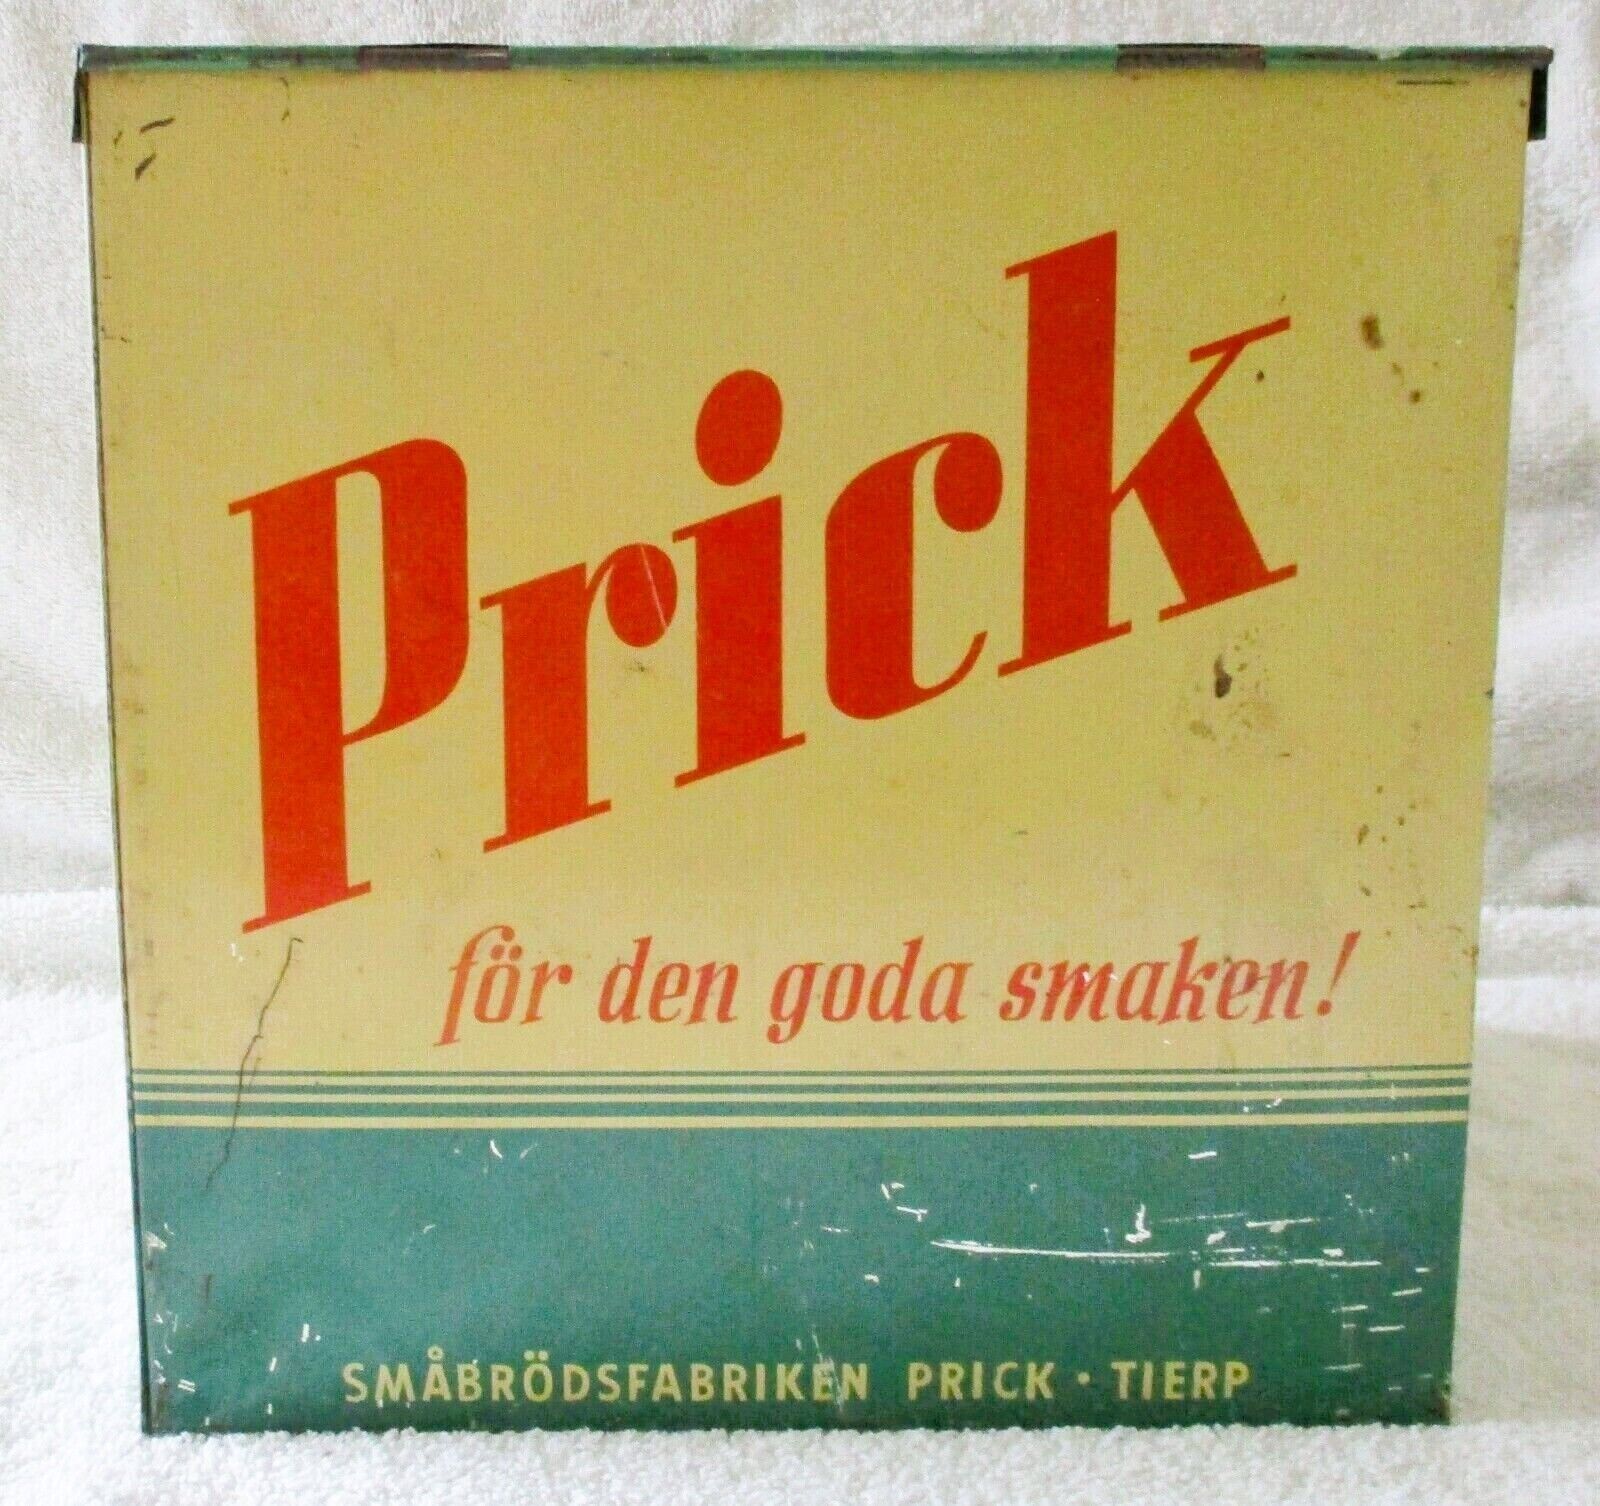 Prick
för den goda smaken!
SMÅBRÖDSFABRIKEN PRICK · TIERP